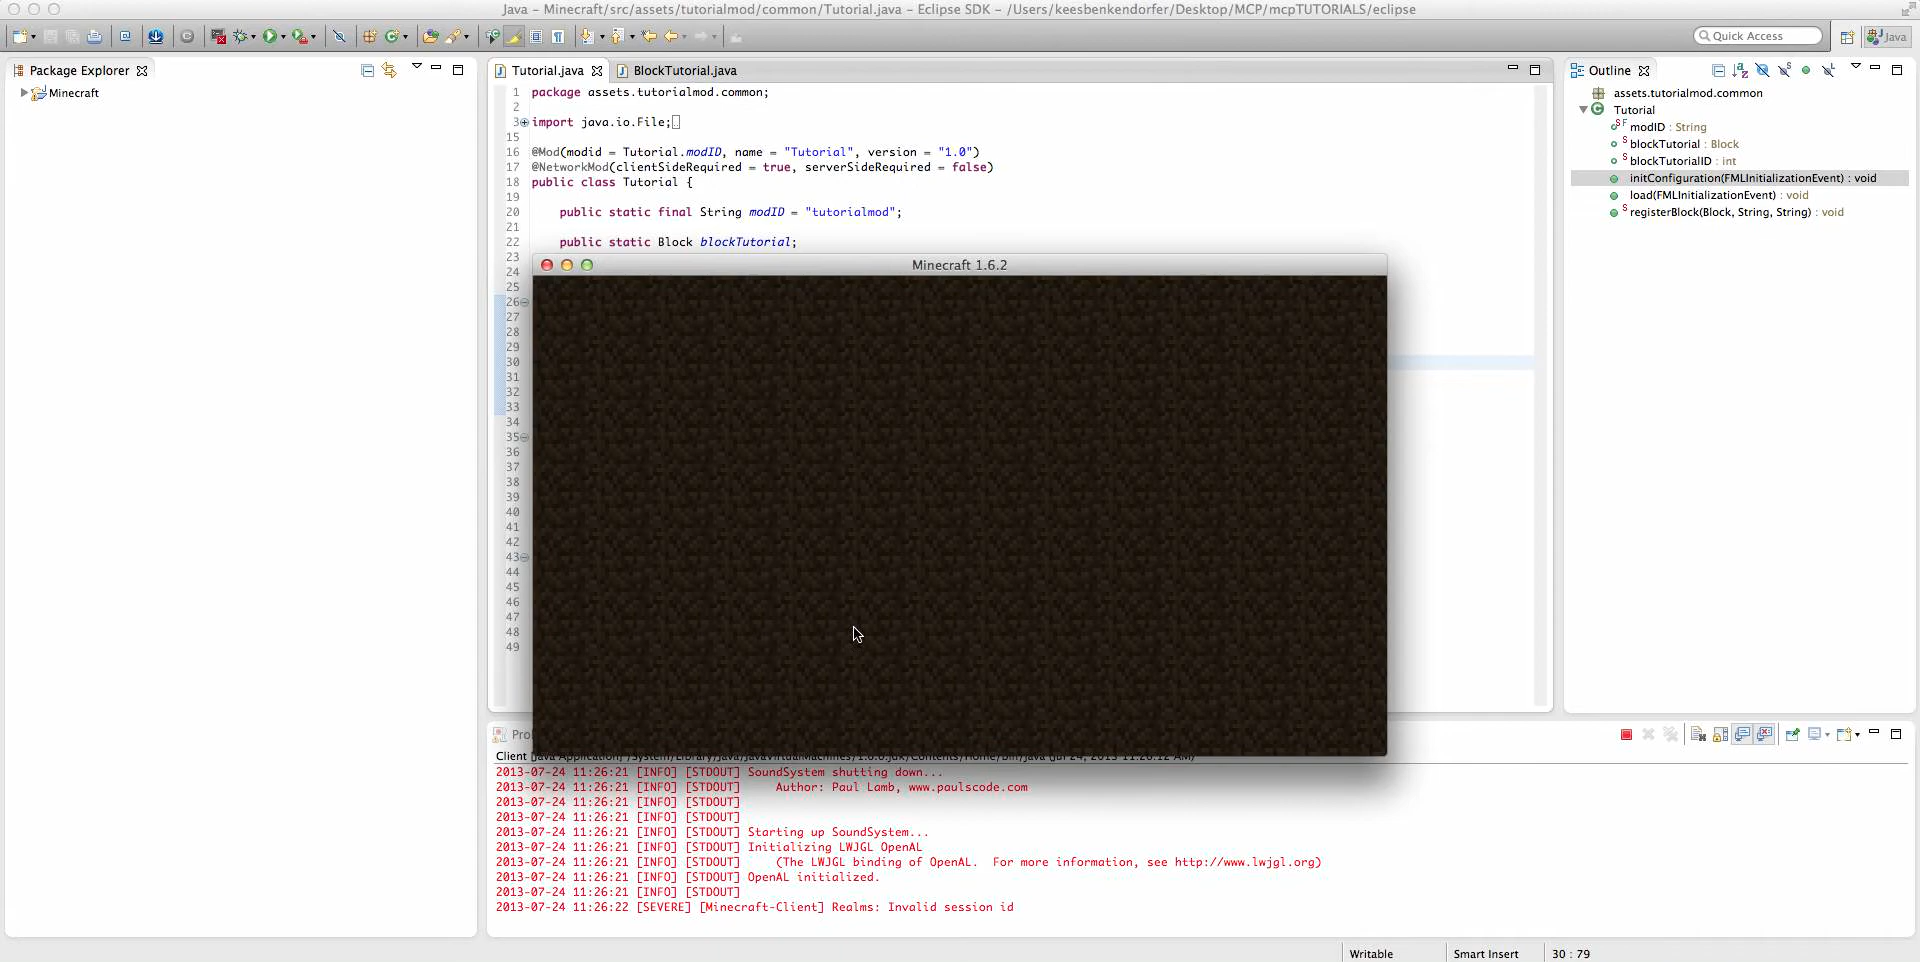 Java – Minecraft/src/assets/tutorialmod/common/Tutorial.java – Eclipse SDK – /Users/keesbenkendorfer/Desktop/MCP/mcpTUTORIALS/eclipse
Quick Access
Java
Package Explorer
Minecraft
Tutorial.java
BlockTutorial.java
1 package assets.tutorialmod.common;
2
3 import java.io.File;
15
16 @Mod(modid = Tutorial.modID, name = "Tutorial", version = "1.0")
17 @NetworkMod(clientSideRequired = true, serverSideRequired = false)
18 public class Tutorial {
19
20 public static final String modID = "tutorialmod";
21
22 public static Block blockTutorial;
23
24
25
26
27
28
29
30
31
32
33
34
35
36
37
38
39
40
41
42
43
44
45
46
47
48
49
Minecraft 1.6.2
Outline
assets.tutorialmod.common
Tutorial
modID : String
blockTutorial : Block
blockTutorialID : int
initConfiguration(FMLInitializationEvent) : void
load(FMLInitializationEvent) : void
registerBlock(Block, String, String) : void
2013-07-24 11:26:21 [INFO] [STDOUT] SoundSystem shutting down...
2013-07-24 11:26:21 [INFO] [STDOUT] Author: Paul Lamb, www.paulscode.com
2013-07-24 11:26:21 [INFO] [STDOUT]
2013-07-24 11:26:21 [INFO] [STDOUT]
2013-07-24 11:26:21 [INFO] [STDOUT] Starting up SoundSystem...
2013-07-24 11:26:21 [INFO] [STDOUT] Initializing LWJGL OpenAL
2013-07-24 11:26:21 [INFO] [STDOUT] (The LWJGL binding of OpenAL. For more information, see http://www.lwjgl.org)
2013-07-24 11:26:21 [INFO] [STDOUT] OpenAL initialized.
2013-07-24 11:26:21 [INFO] [STDOUT]
2013-07-24 11:26:22 [SEVERE] [Minecraft-Client] Realms: Invalid session id
Writable
Smart Insert
30 : 79